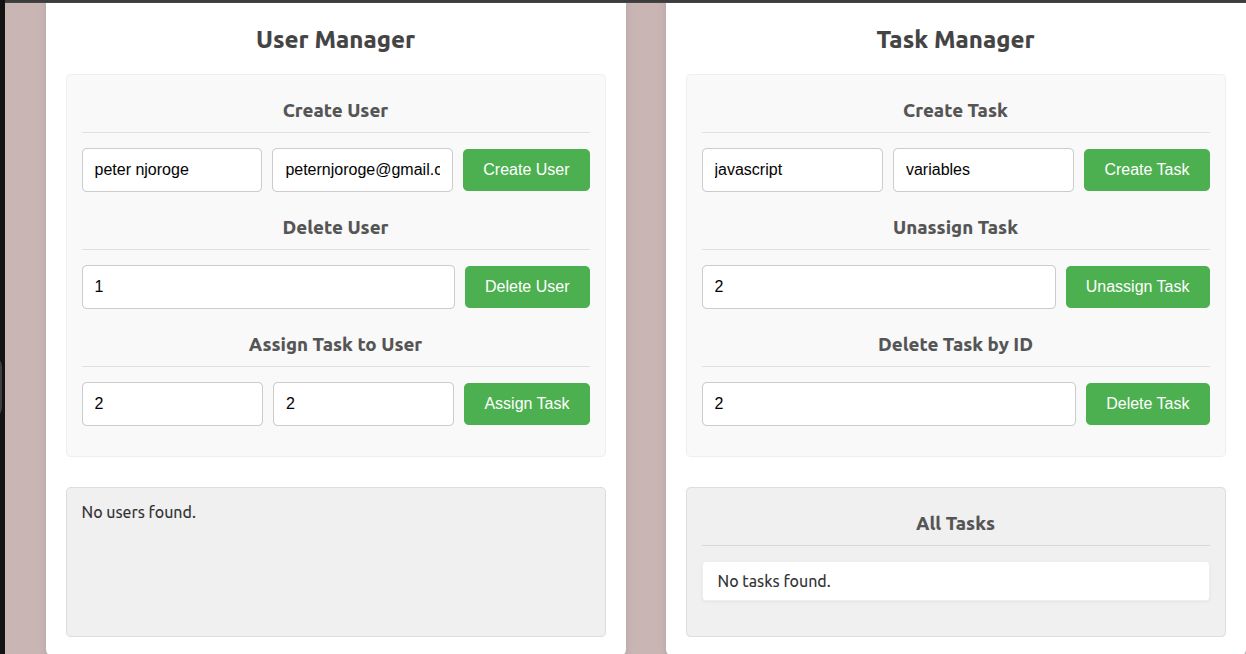 User Manager
Create User
peter njoroge
peternjoroge@gmail.c
Create User
Delete User
1
Delete User
Assign Task to User
2
2
Assign Task
No users found.
Task Manager
Create Task
javascript
variables
Create Task
Unassign Task
2
Unassign Task
Delete Task by ID
2
Delete Task
All Tasks
No tasks found.